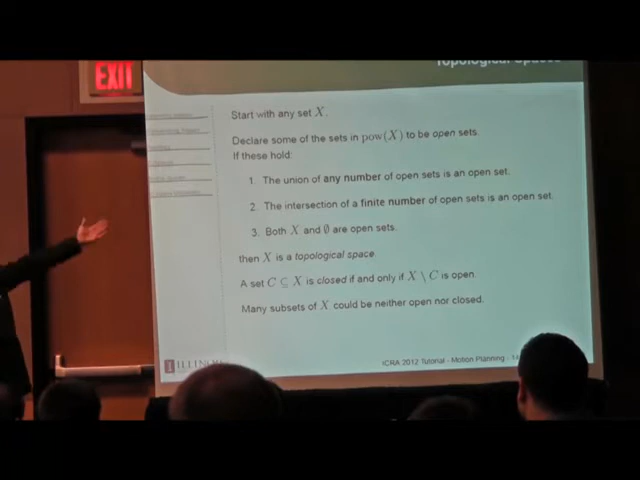 EXIT
Topological Spaces
Start with any set X.
Declare some of the sets in pow(X) to be open sets.
If these hold:
1. The union of any number of open sets is an open set.
2. The intersection of a finite number of open sets is an open set.
3. Both X and ∅ are open sets.
then X is a topological space.
A set C ⊆ X is closed if and only if X \ C is open.
Many subsets of X could be neither open nor closed.
ILLINOIS
ICRA 2012 Tutorial - Motion Planning